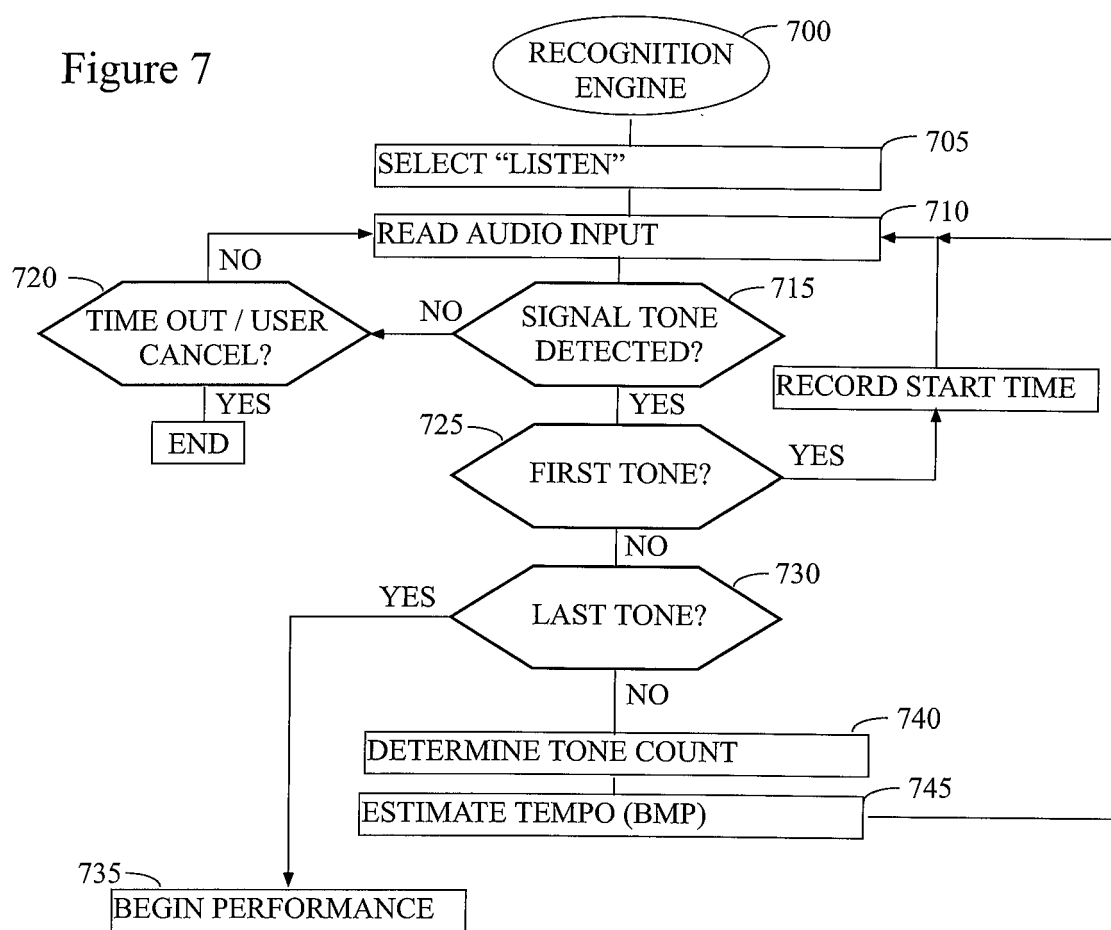 Figure 7
700
RECOGNITION
ENGINE
705
SELECT “LISTEN”
710
READ AUDIO INPUT
NO
720
TIME OUT / USER
CANCEL?
NO
715
SIGNAL TONE
DETECTED?
RECORD START TIME
YES
END
YES
725
FIRST TONE?
YES
NO
730
YES
LAST TONE?
NO
740
DETERMINE TONE COUNT
745
ESTIMATE TEMPO (BMP)
735
BEGIN PERFORMANCE